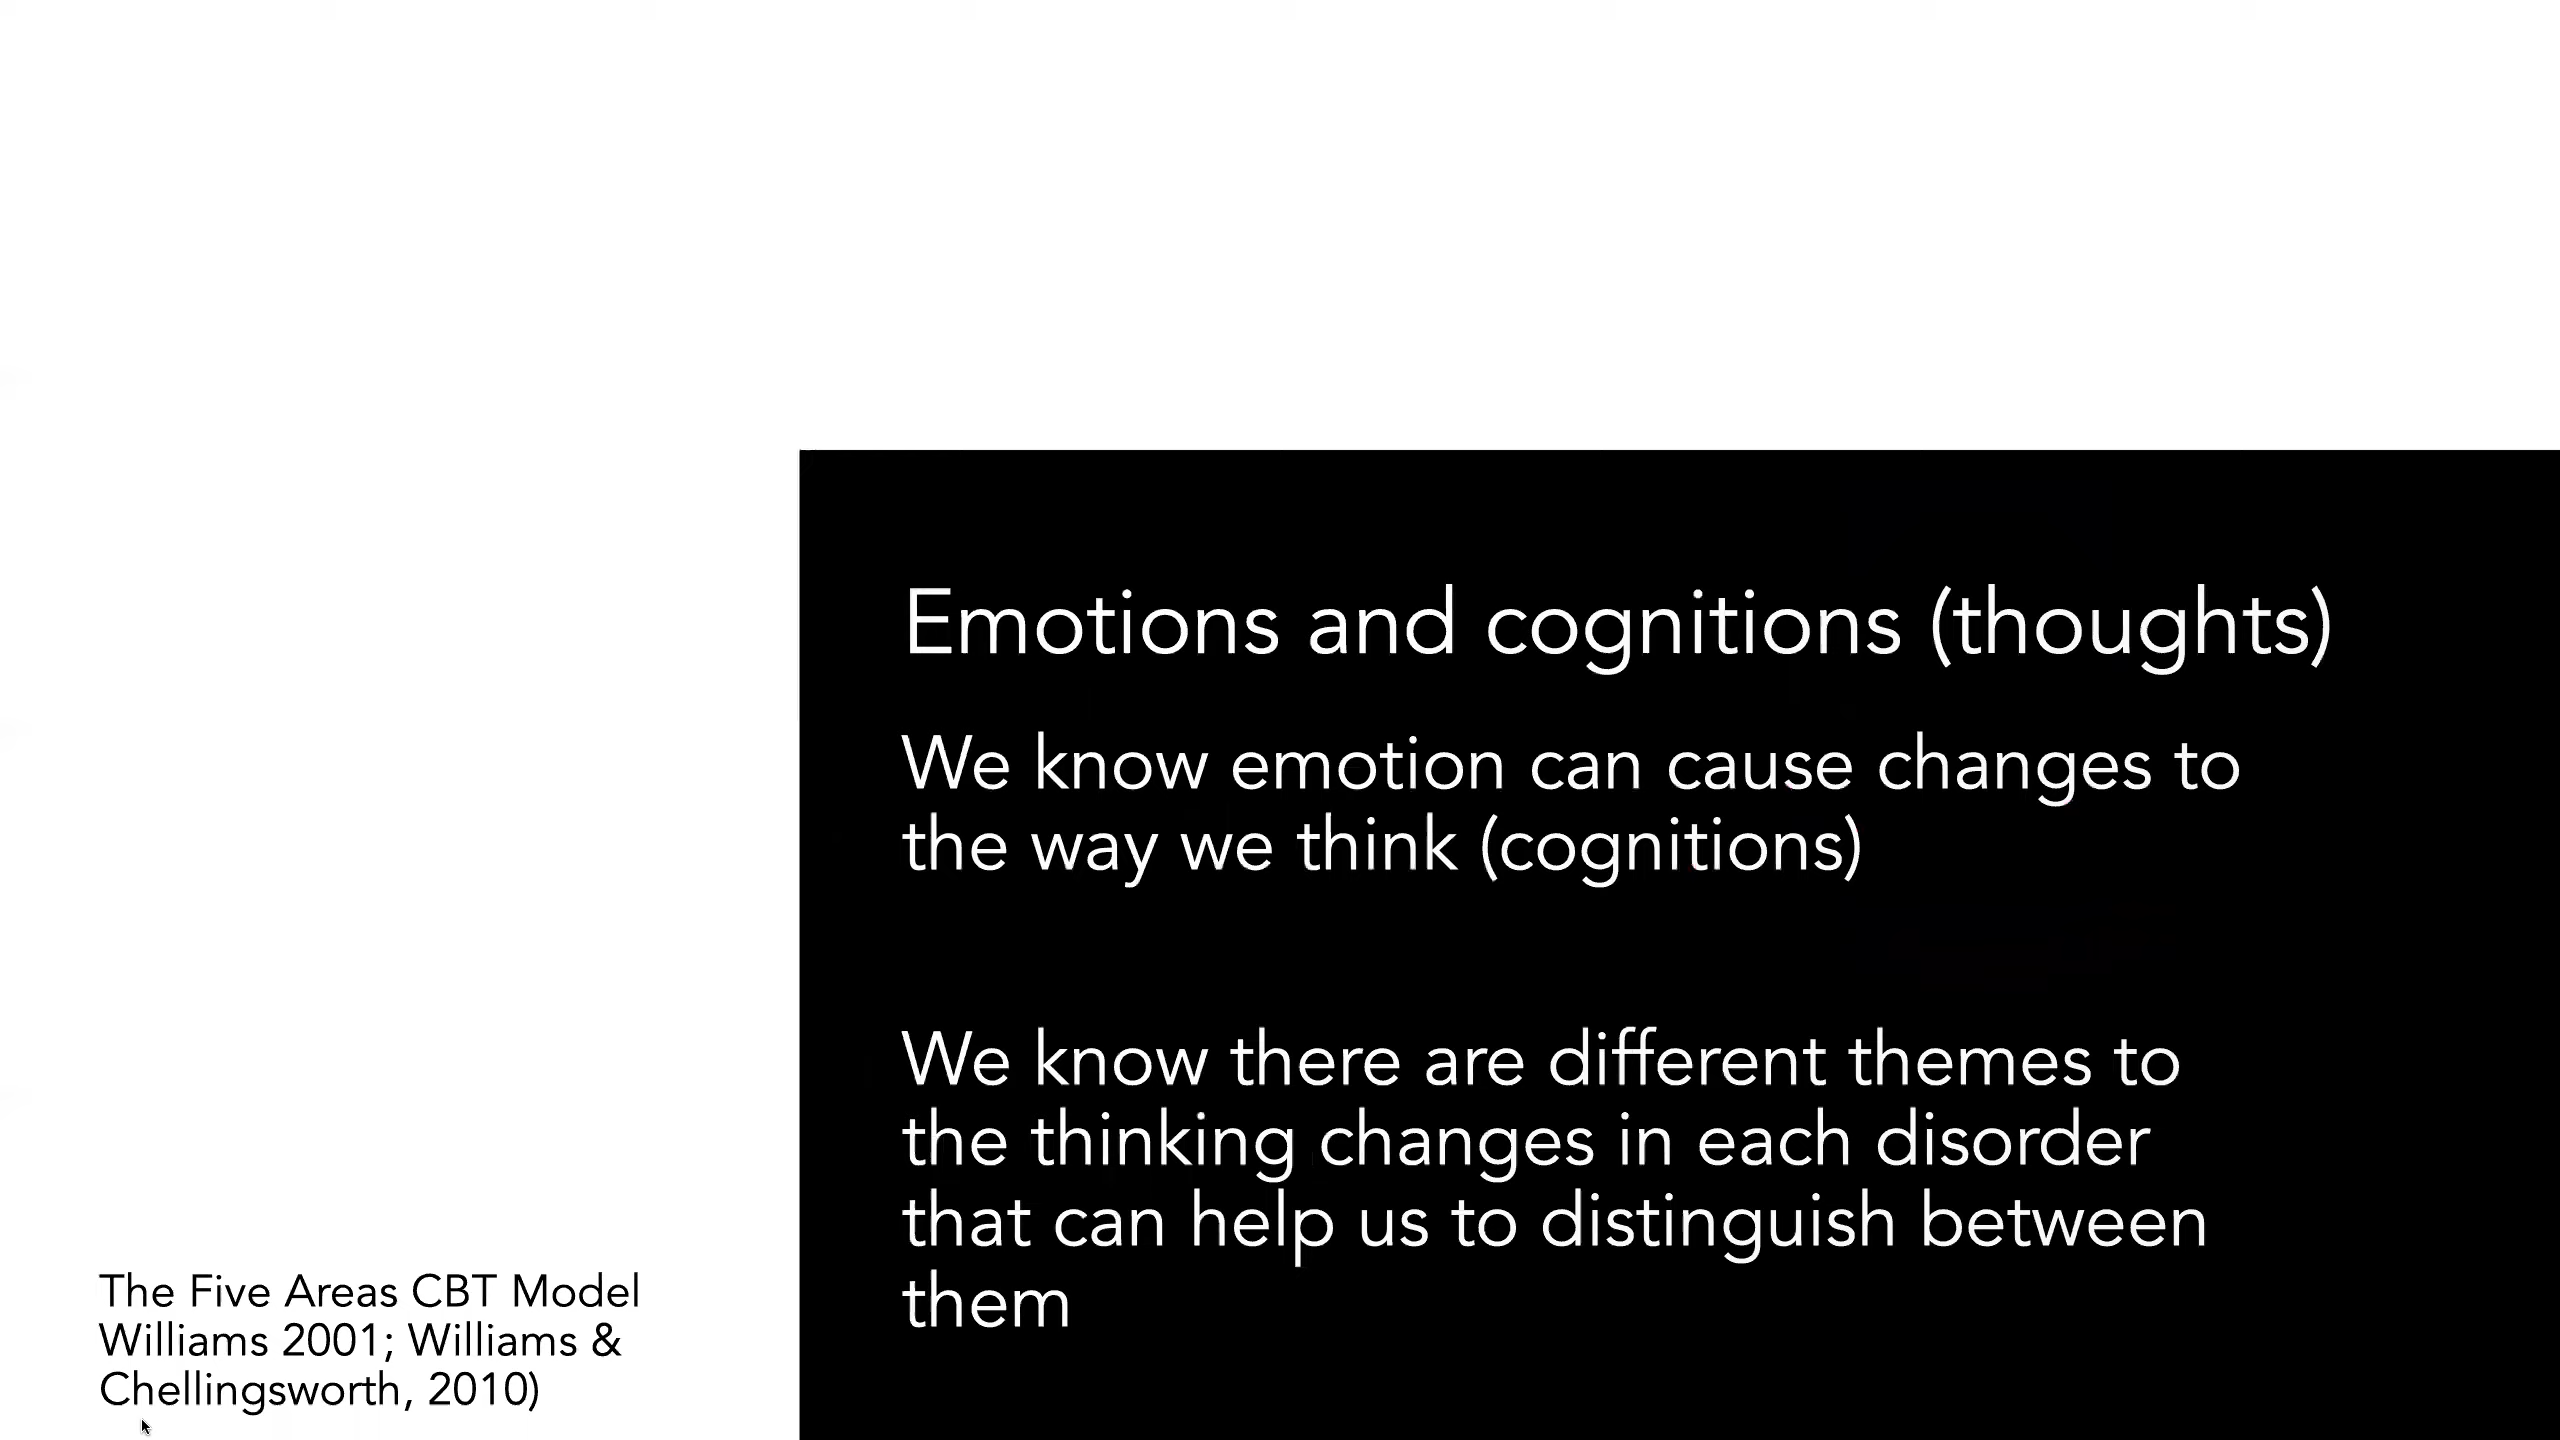 Emotions and cognitions (thoughts)
We know emotion can cause changes to
the way we think (cognitions)
We know there are different themes to
the thinking changes in each disorder
that can help us to distinguish between
them
The Five Areas CBT Model
Williams 2001; Williams &
Chellingsworth, 2010)